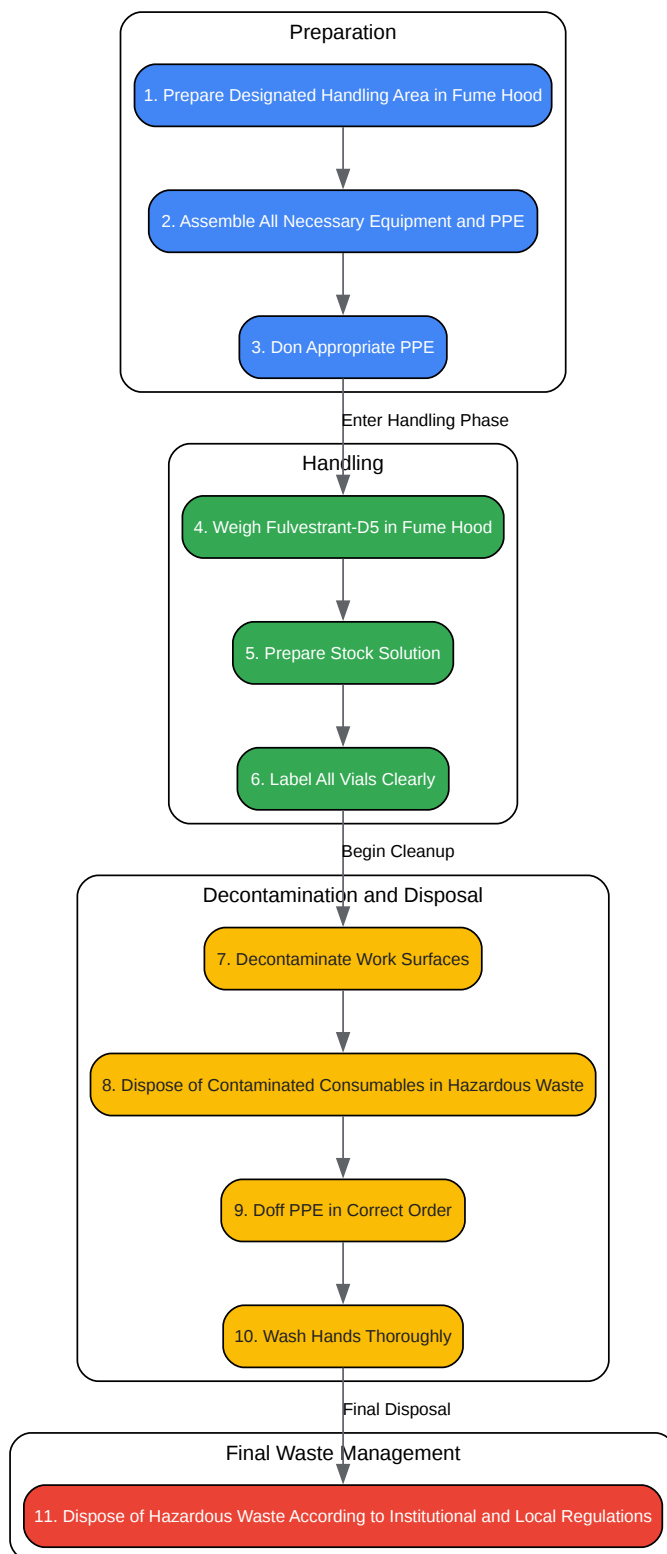 Preparation
1. Prepare Designated Handling Area in Fume Hood
2. Assemble All Necessary Equipment and PPE
3. Don Appropriate PPE
Enter Handling Phase
Handling
4. Weigh Fulvestrant-D5 in Fume Hood
5. Prepare Stock Solution
6. Label All Vials Clearly
Begin Cleanup
Decontamination and Disposal
7. Decontaminate Work Surfaces
8. Dispose of Contaminated Consumables in Hazardous Waste
9. Doff PPE in Correct Order
10. Wash Hands Thoroughly
Final Disposal
Final Waste Management
11. Dispose of Hazardous Waste According to Institutional and Local Regulations